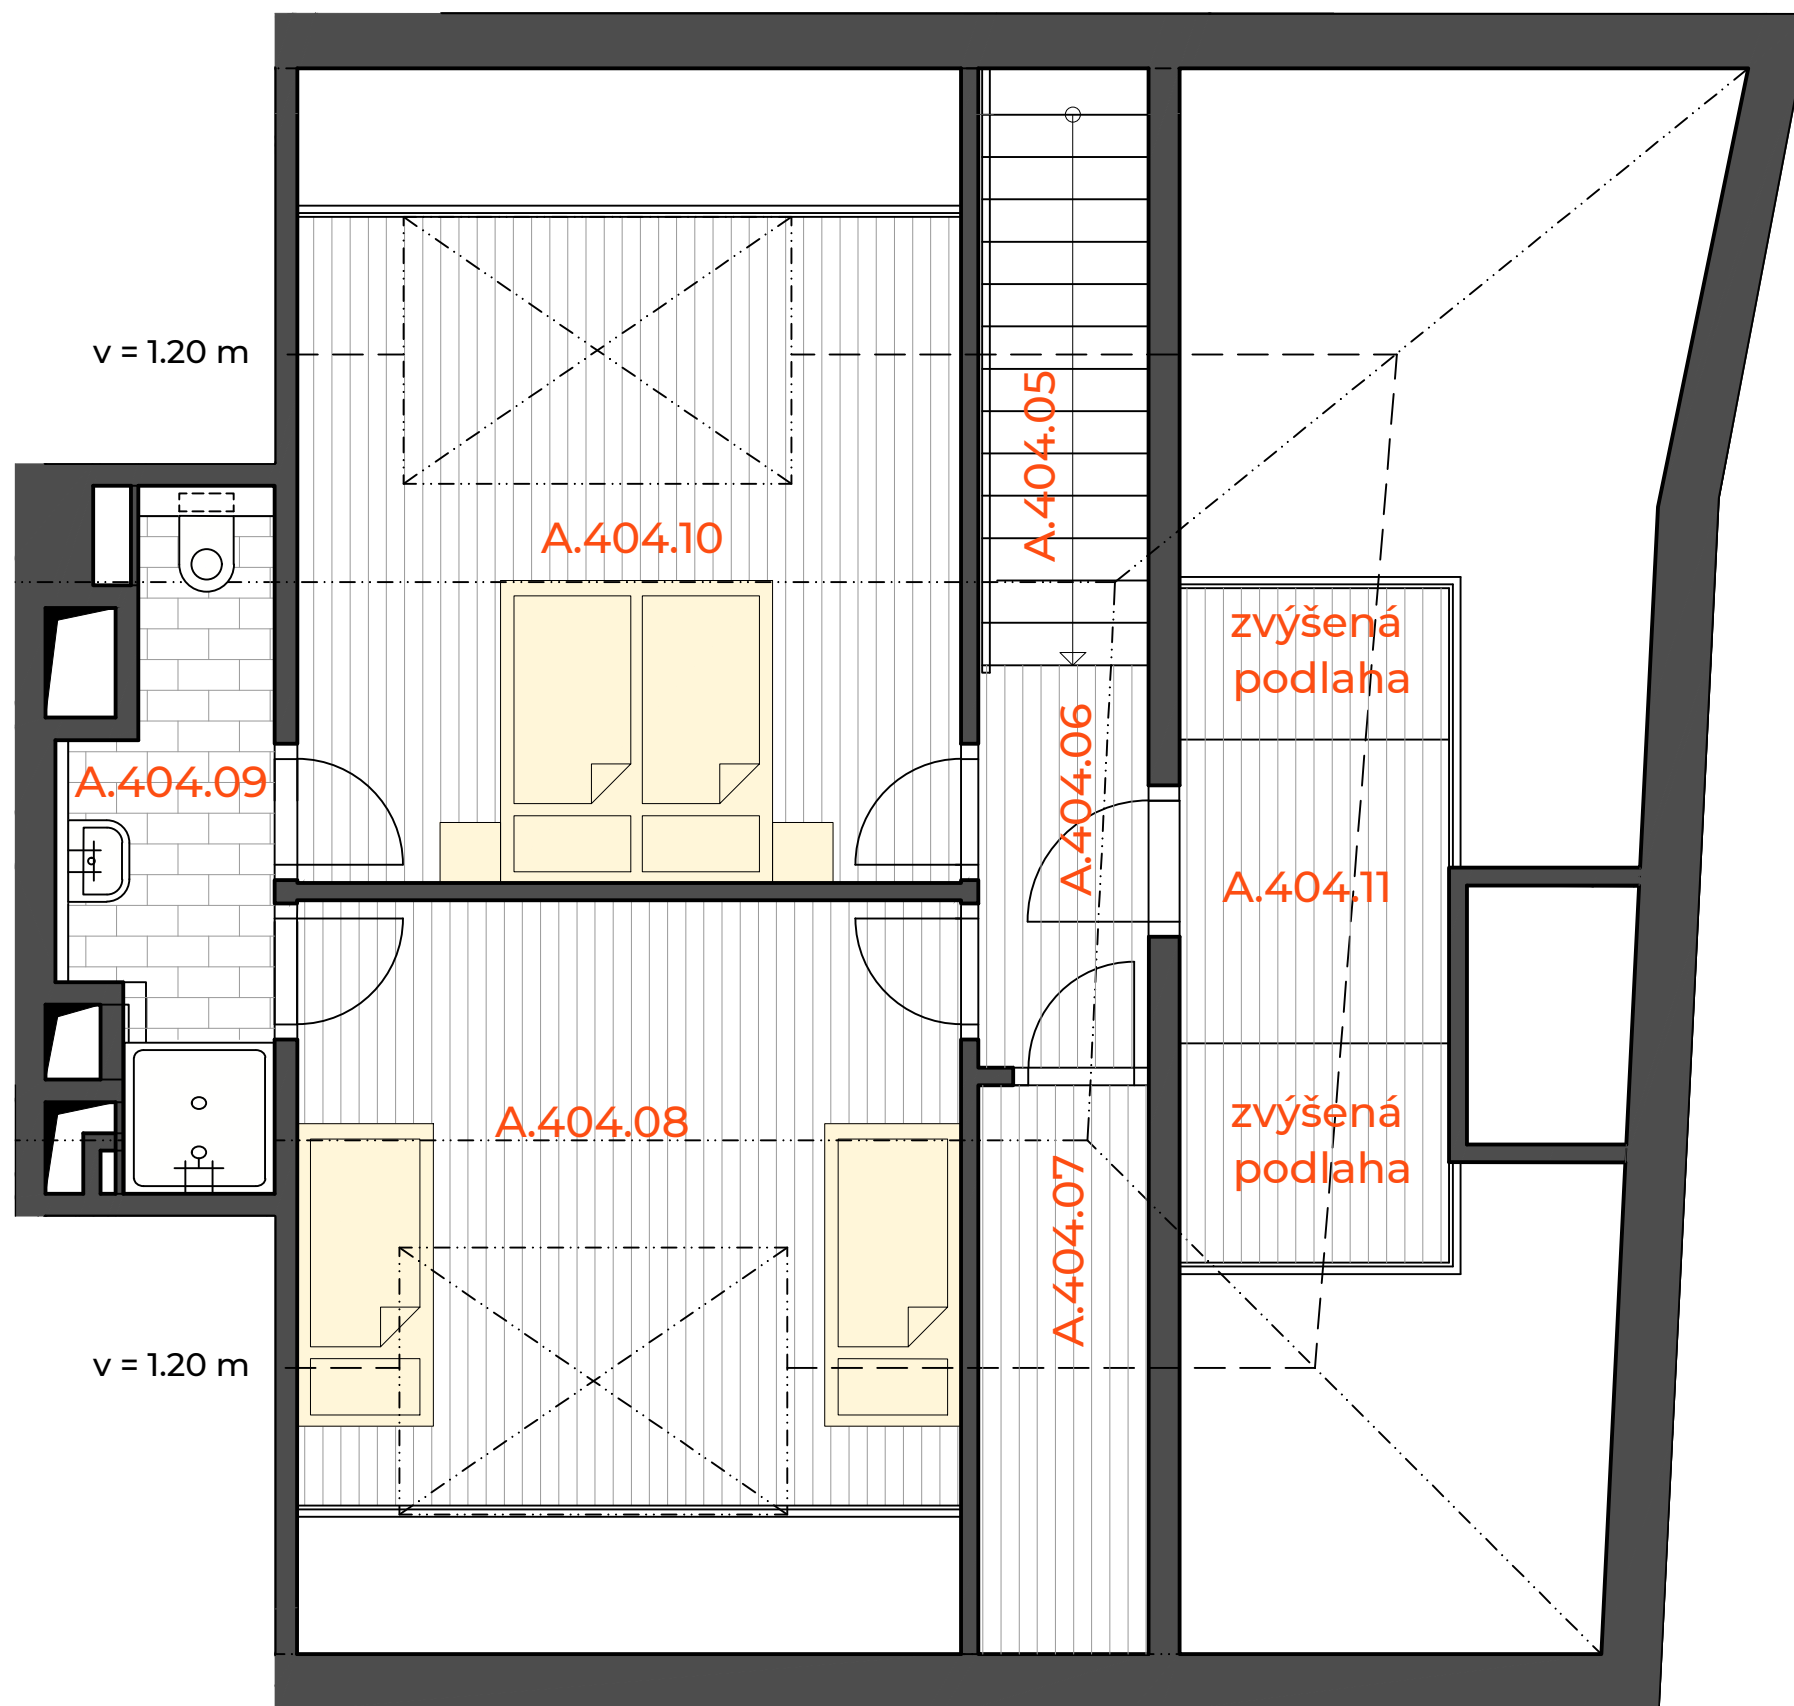 v = 1.20 m
A.404.05
A.404.10
zvýšená
podlaha
A.404.06
A.404.09
A.404.11
A.404.08
zvýšená
podlaha
A.404.07
v = 1.20 m